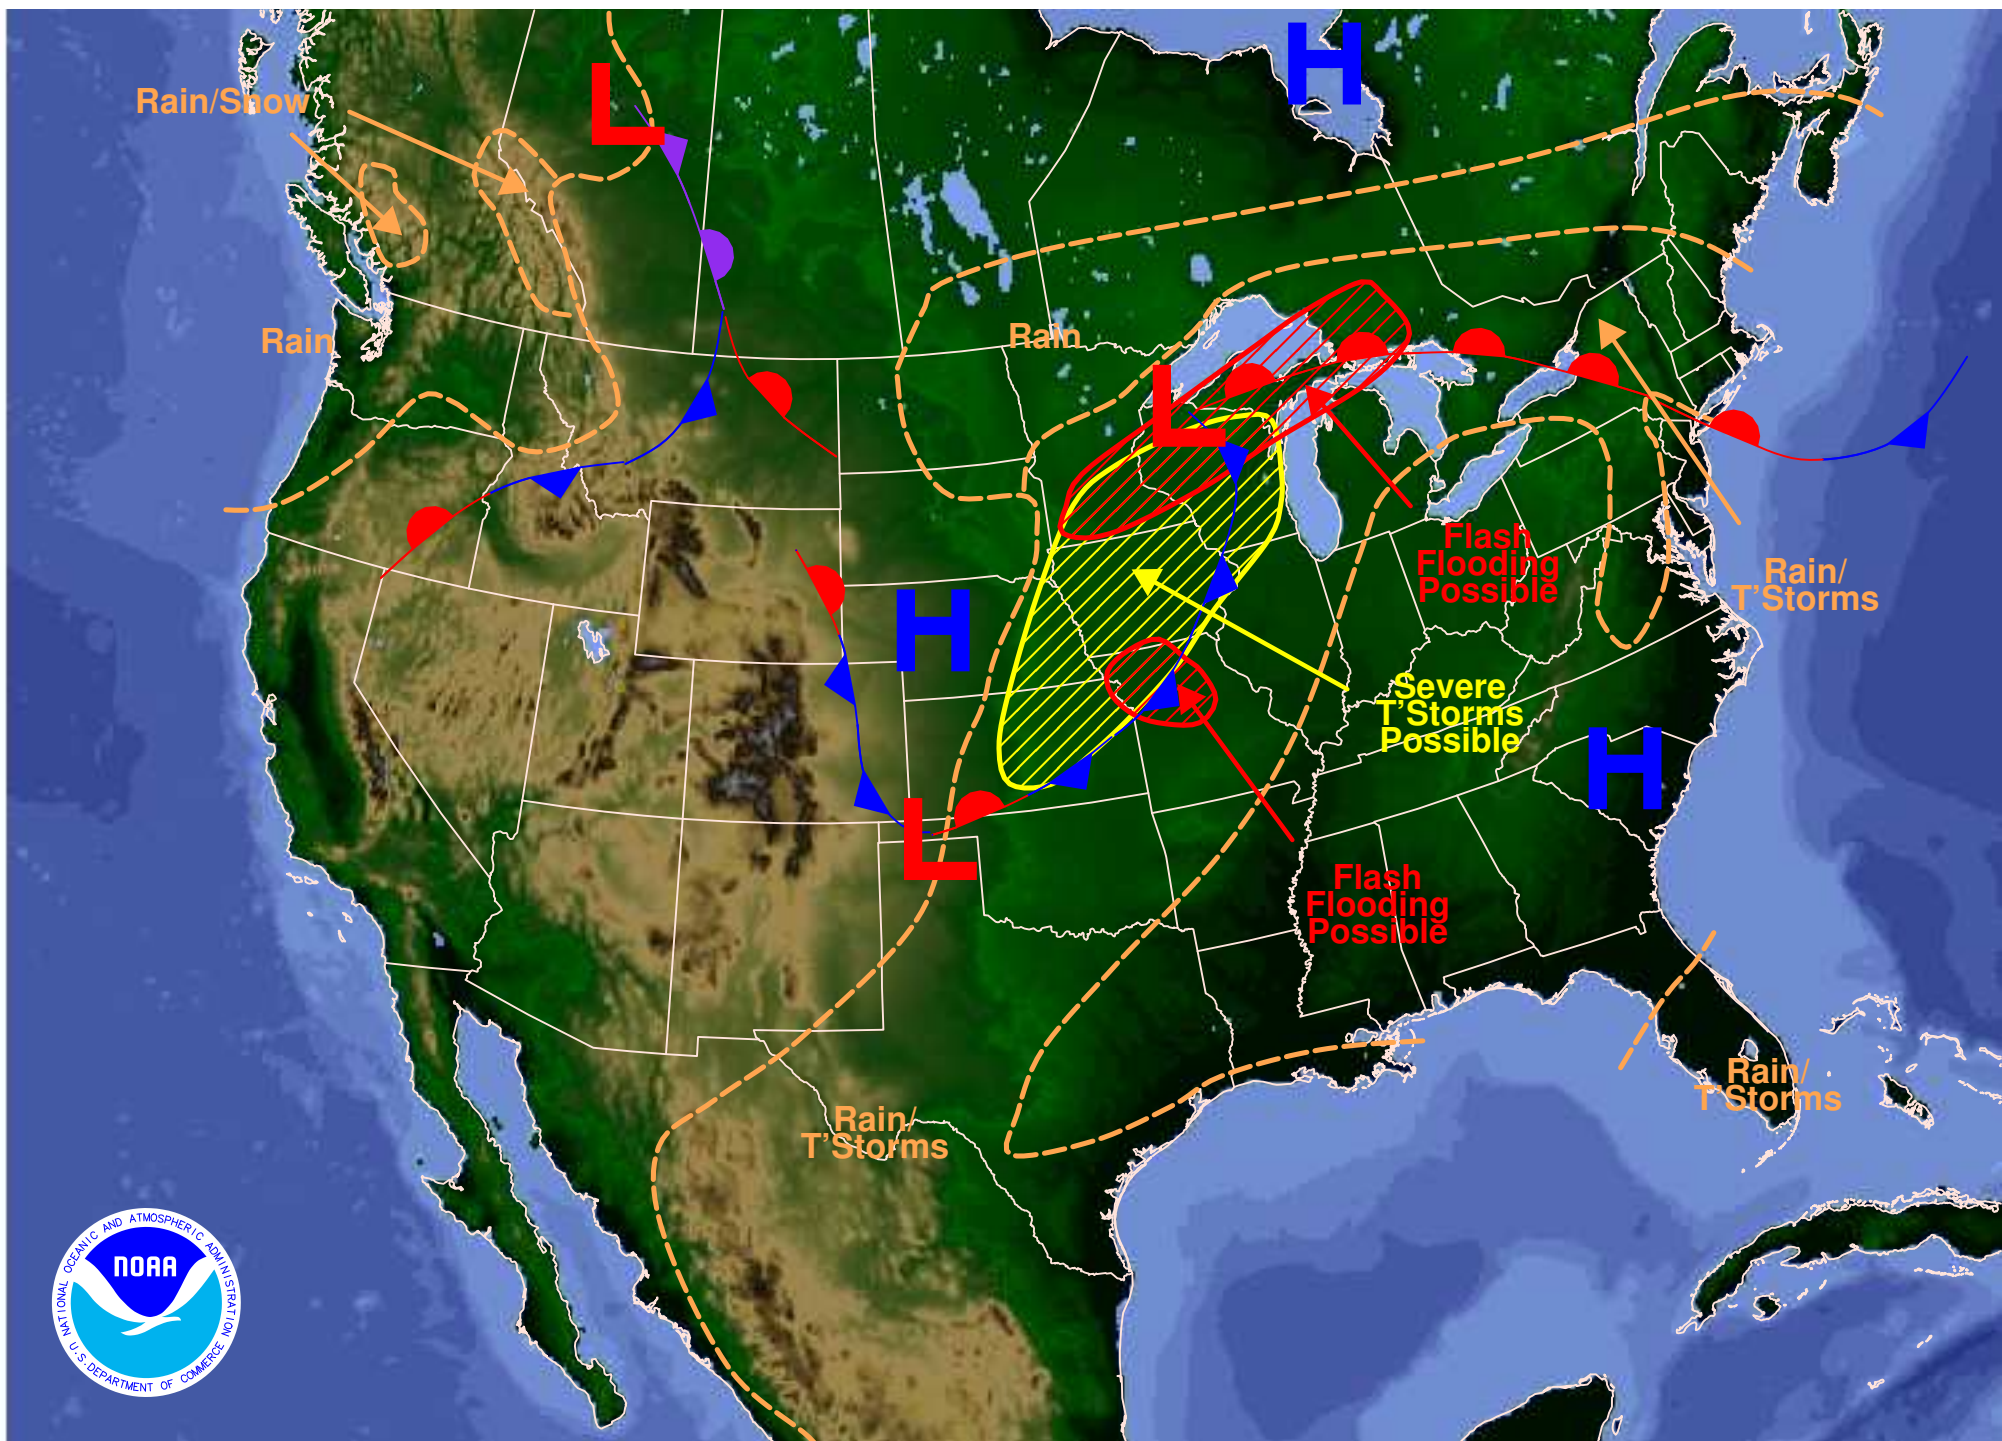 H
L
Rain/Snow
Rain
Rain
L
Flash
Flooding
Possible
Rain/
T'Storms
H
Severe
T'Storms
Possible
H
L
Flash
Flooding
Possible
Rain/
T'Storms
Rain/
T'Storms
NATIONAL OCEANIC AND ATMOSPHERIC ADMINISTRATION
NOAA
U.S. DEPARTMENT OF COMMERCE